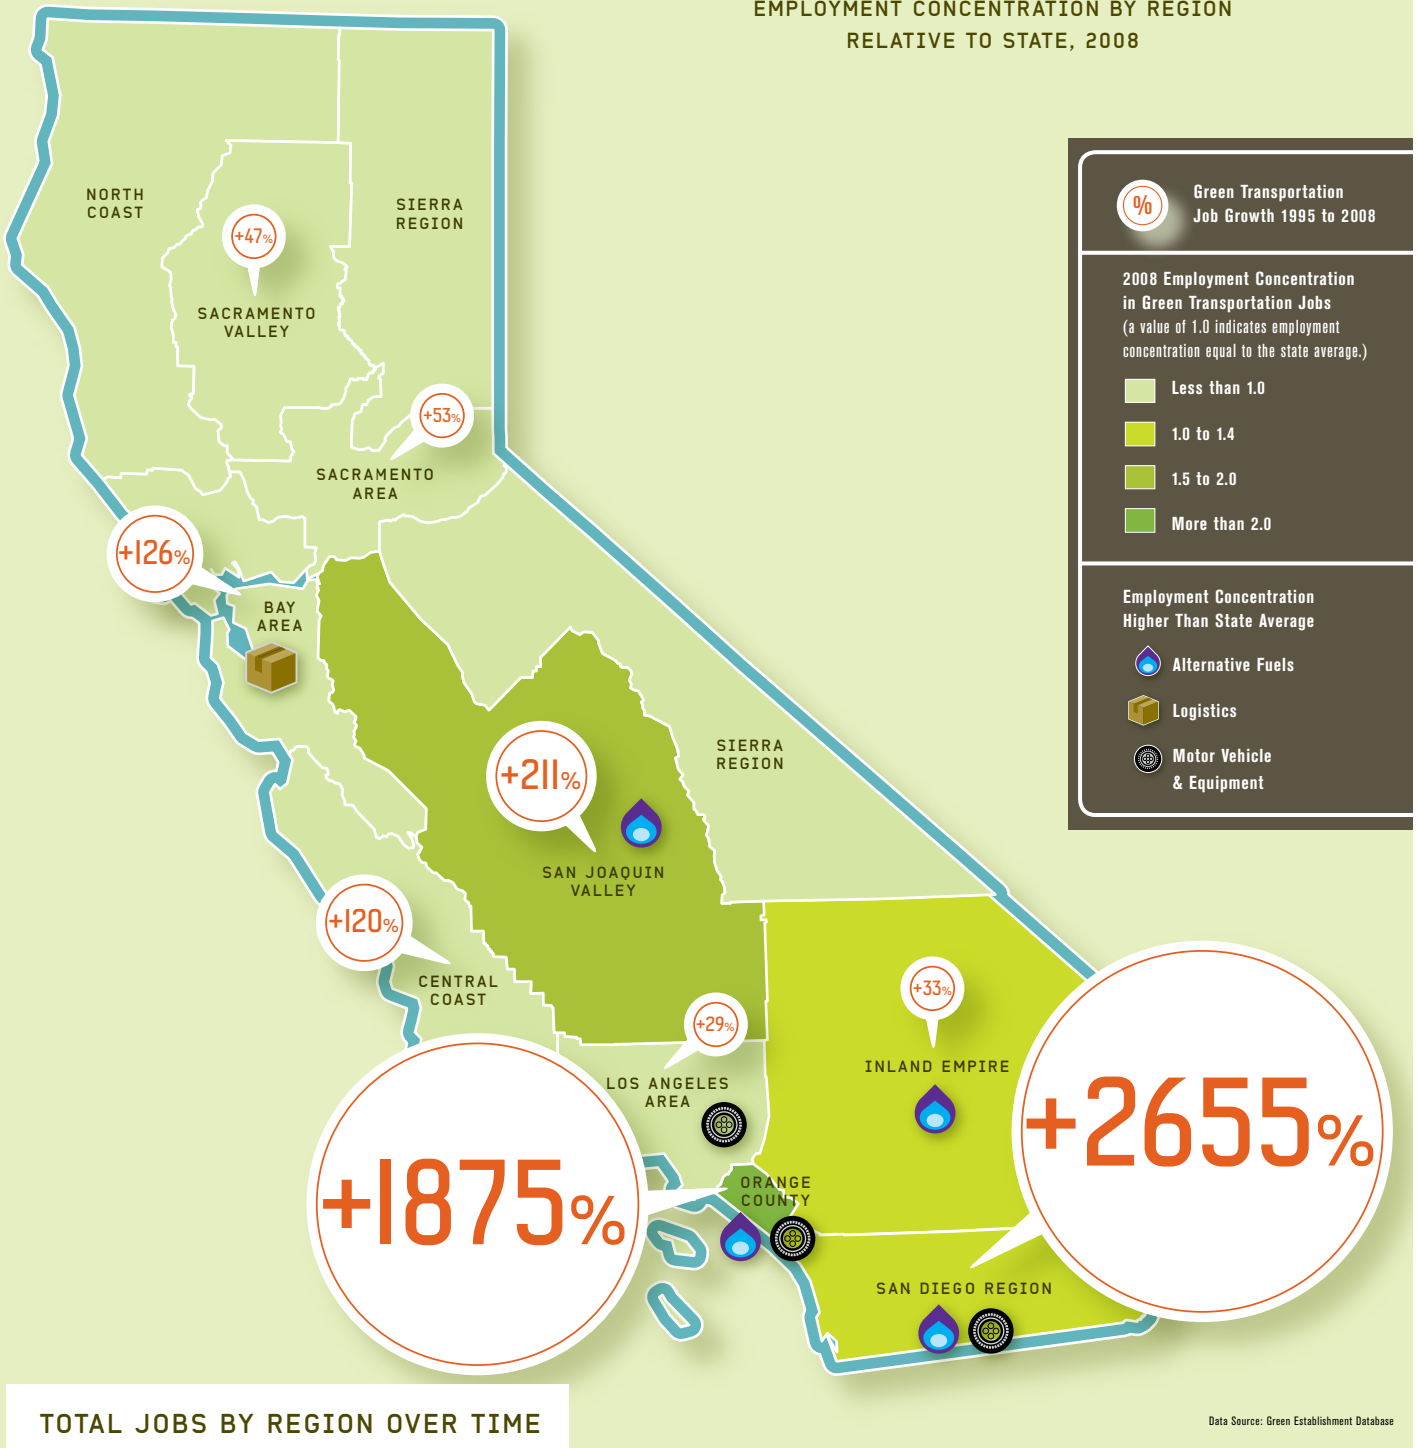 EMPLOYMENT CONCENTRATION BY REGION
RELATIVE TO STATE, 2008
%
Green Transportation
Job Growth 1995 to 2008
2008 Employment Concentration
in Green Transportation Jobs
(a value of 1.0 indicates employment
concentration equal to the state average.)
Less than 1.0
1.0 to 1.4
1.5 to 2.0
More than 2.0
Employment Concentration
Higher Than State Average
Alternative Fuels
Logistics
Motor Vehicle
& Equipment
NORTH
COAST
SIERRA
REGION
+47%
SACRAMENTO
VALLEY
+53%
SACRAMENTO
AREA
+126%
BAY
AREA
SIERRA
REGION
+211%
SAN JOAQUIN
VALLEY
+120%
CENTRAL
COAST
+29%
LOS ANGELES
AREA
+33%
INLAND EMPIRE
+2655%
+1875%
ORANGE
COUNTY
SAN DIEGO REGION
TOTAL JOBS BY REGION OVER TIME
Data Source: Green Establishment Database